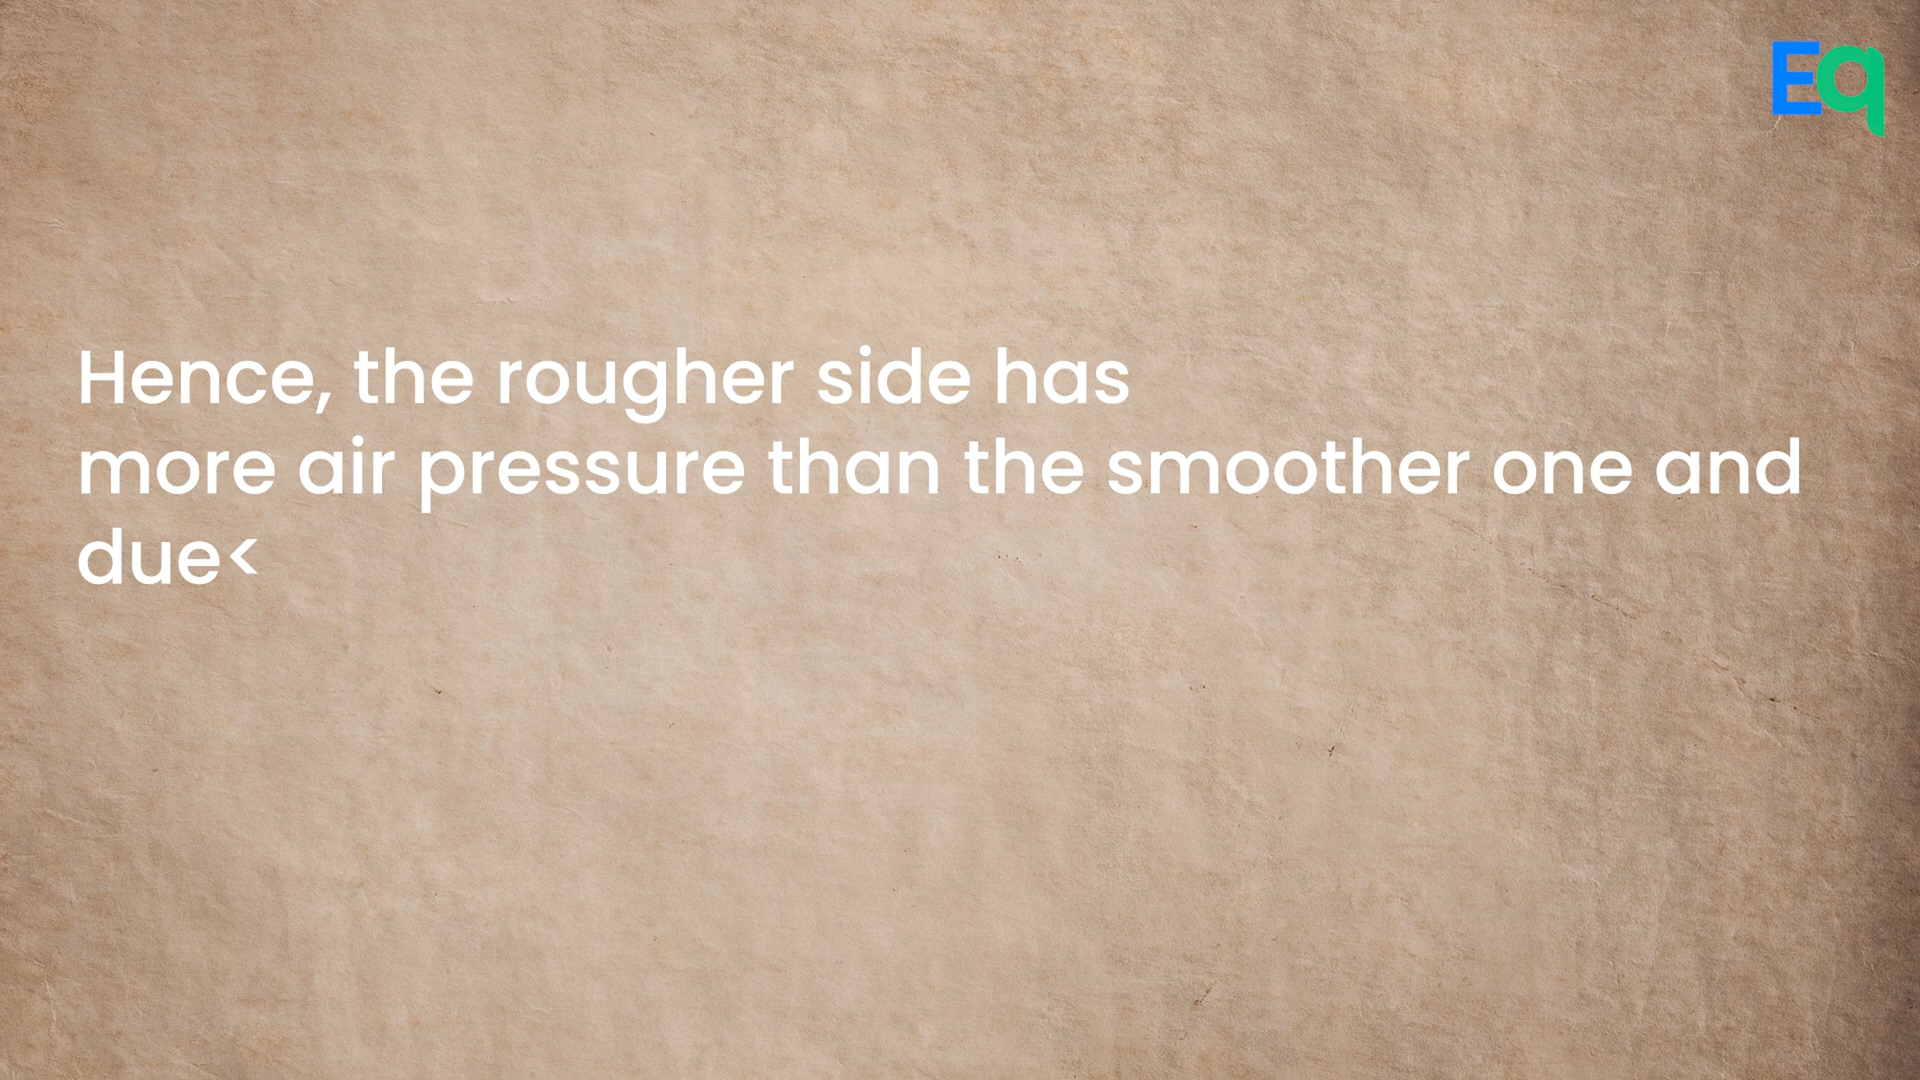 Eq
Hence, the rougher side has
more air pressure than the smoother one and
due<